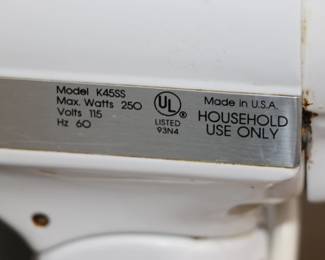 Model K45SS
Max. Watts 250
Volts 115
Hz 60
UL ®
LISTED
93N4
Made in U.S.A.
HOUSEHOLD
USE ONLY